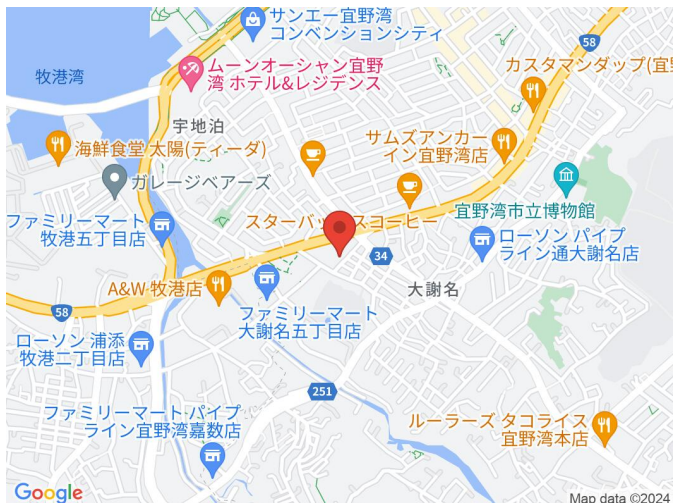 サンエー宜野湾
コンベンションシティ
58
牧港湾
ムーンオーシャン宜野
湾 ホテル&レジデンス
カスタマンダップ(宜野
宇地泊
海鮮食堂 太陽(ティーダ)
サムズアンカー
イン宜野湾店
ガレージベアーズ
宜野湾市立博物館
ファミリーマート
牧港五丁目店
スターバックスコーヒー
ローソン パイプ
ライン通大謝名店
34
A&W 牧港店
大謝名
58
ファミリーマート
大謝名五丁目店
ローソン 浦添
牧港二丁目店
251
ファミリーマート パイプ
ライン宜野湾嘉数店
ルーラーズ タコライス
宜野湾本店
Google
Map data ©2024